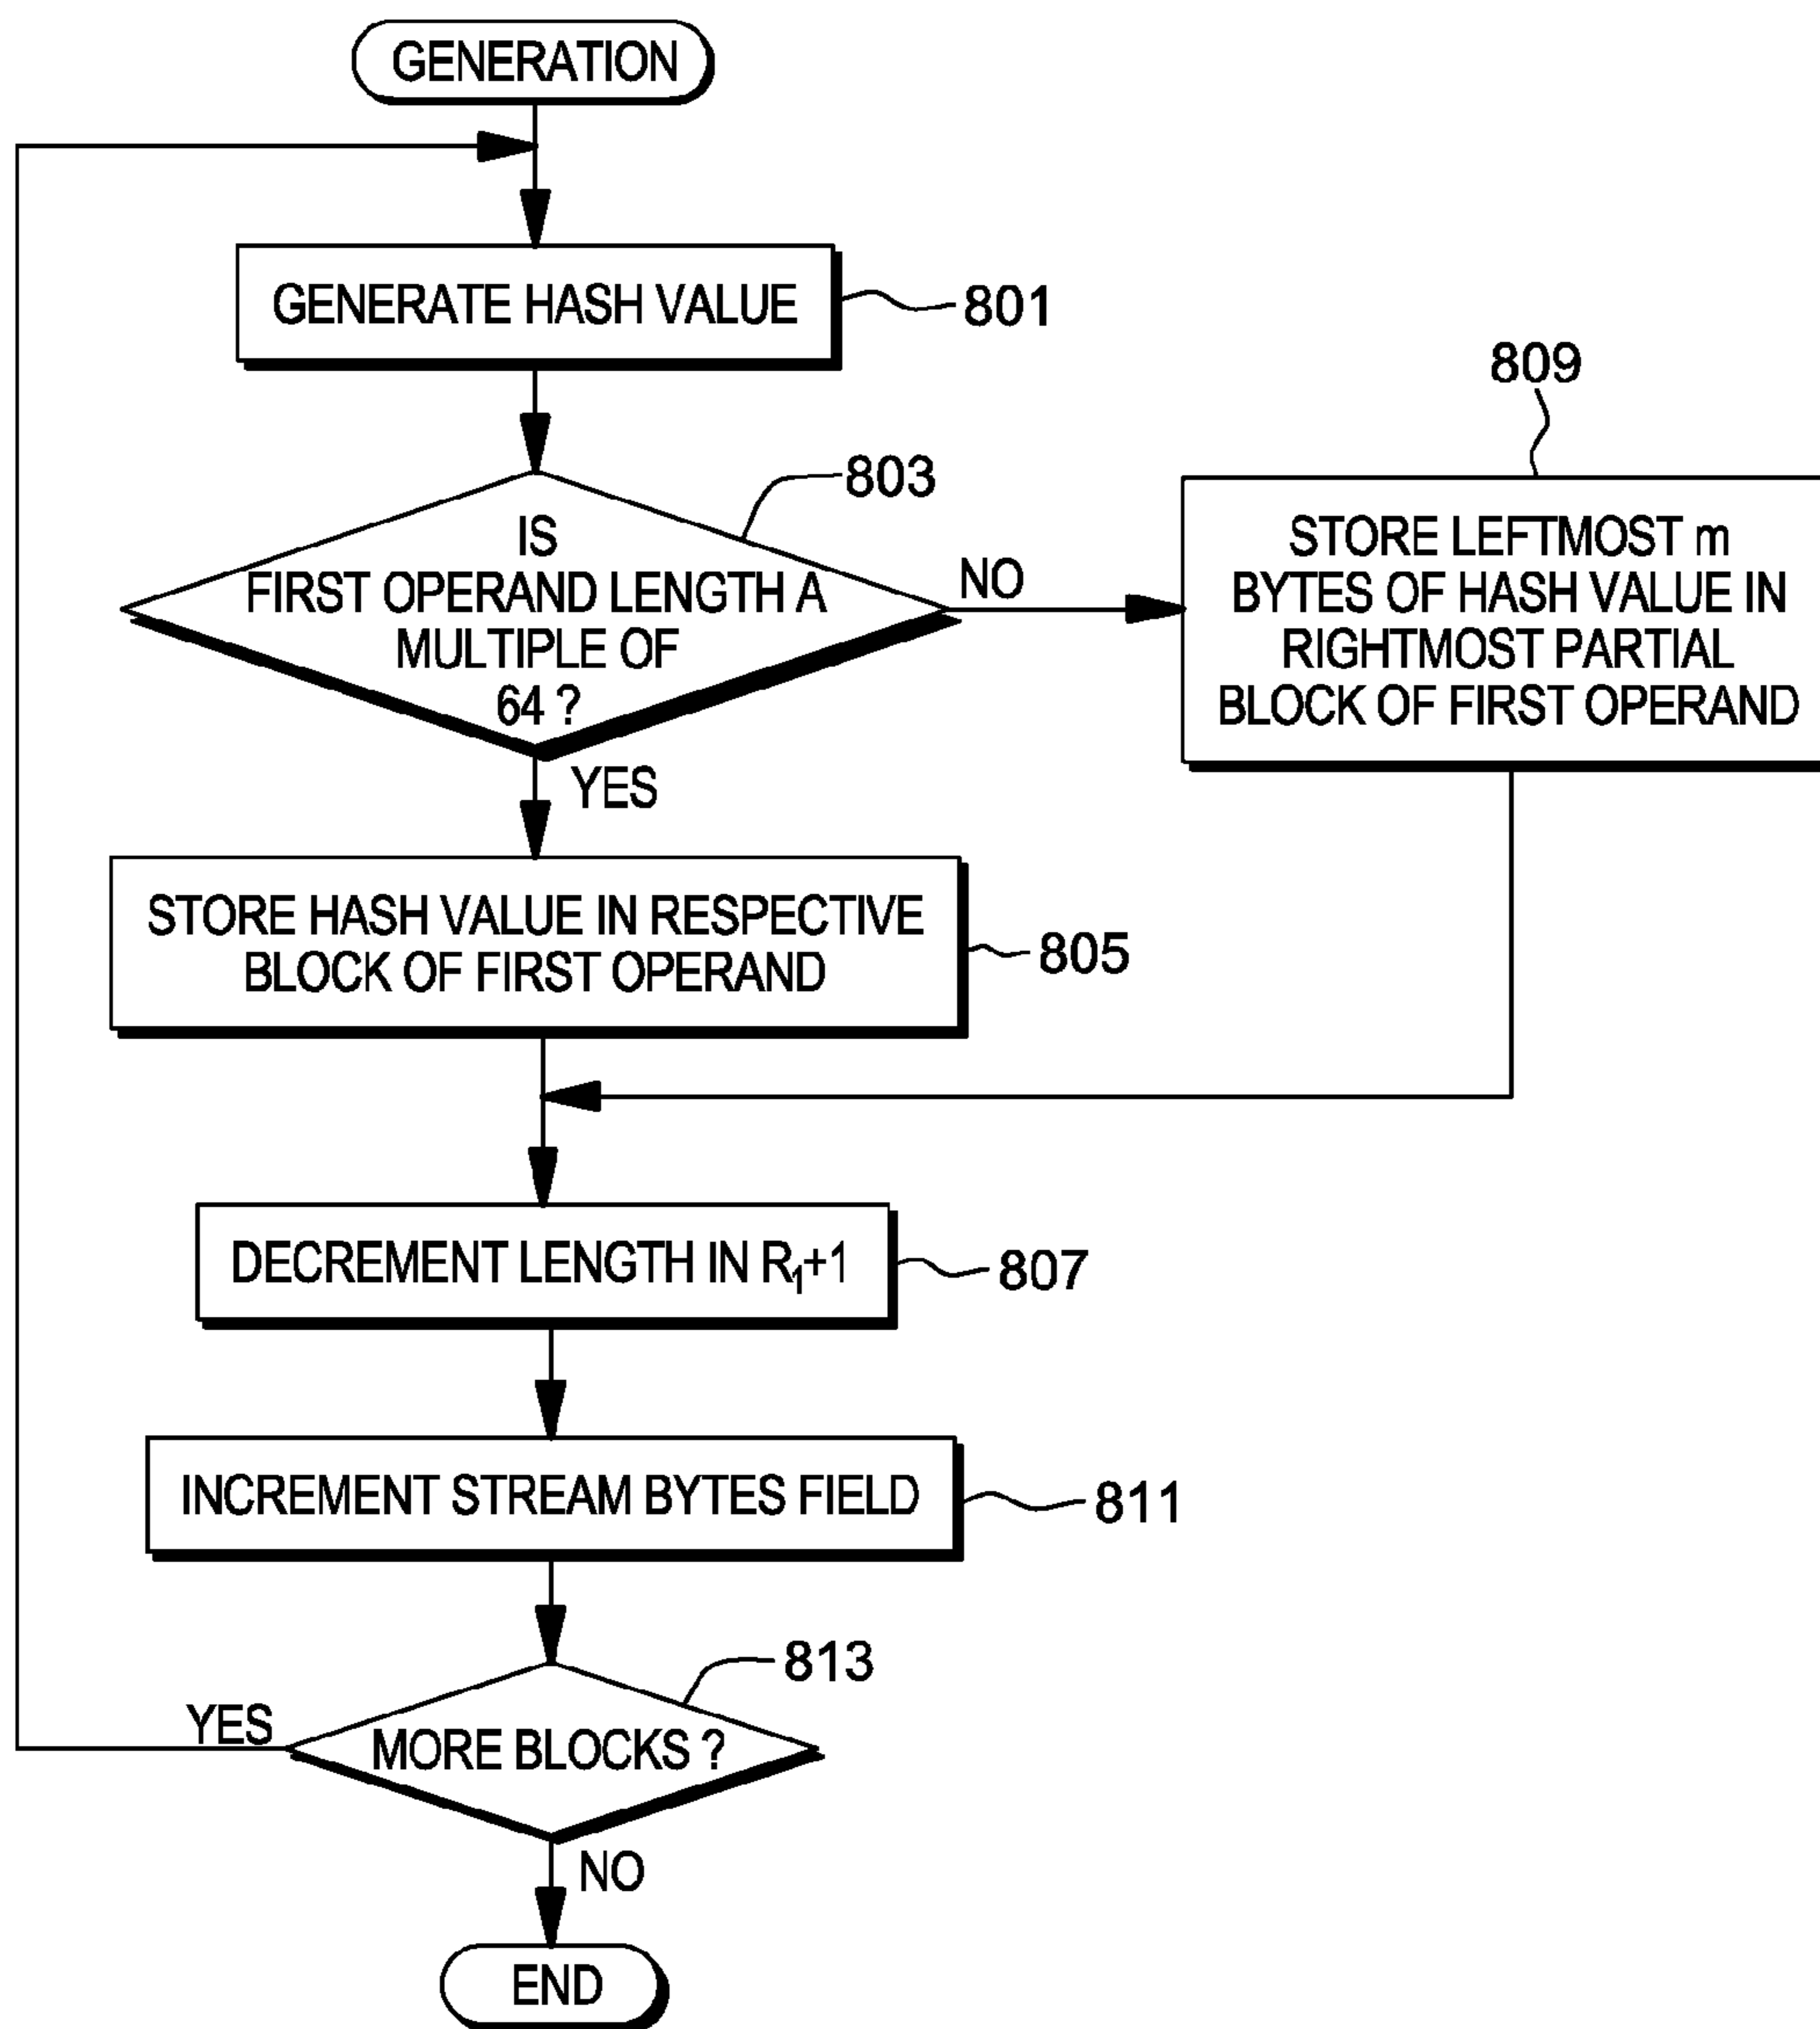 GENERATION
GENERATE HASH VALUE
801
809
803
IS
FIRST OPERAND LENGTH A
MULTIPLE OF
64 ?
NO
STORE LEFTMOST m
BYTES OF HASH VALUE IN
RIGHTMOST PARTIAL
BLOCK OF FIRST OPERAND
YES
STORE HASH VALUE IN RESPECTIVE
BLOCK OF FIRST OPERAND
805
DECREMENT LENGTH IN R₁+1
807
INCREMENT STREAM BYTES FIELD
811
813
YES
MORE BLOCKS ?
NO
END